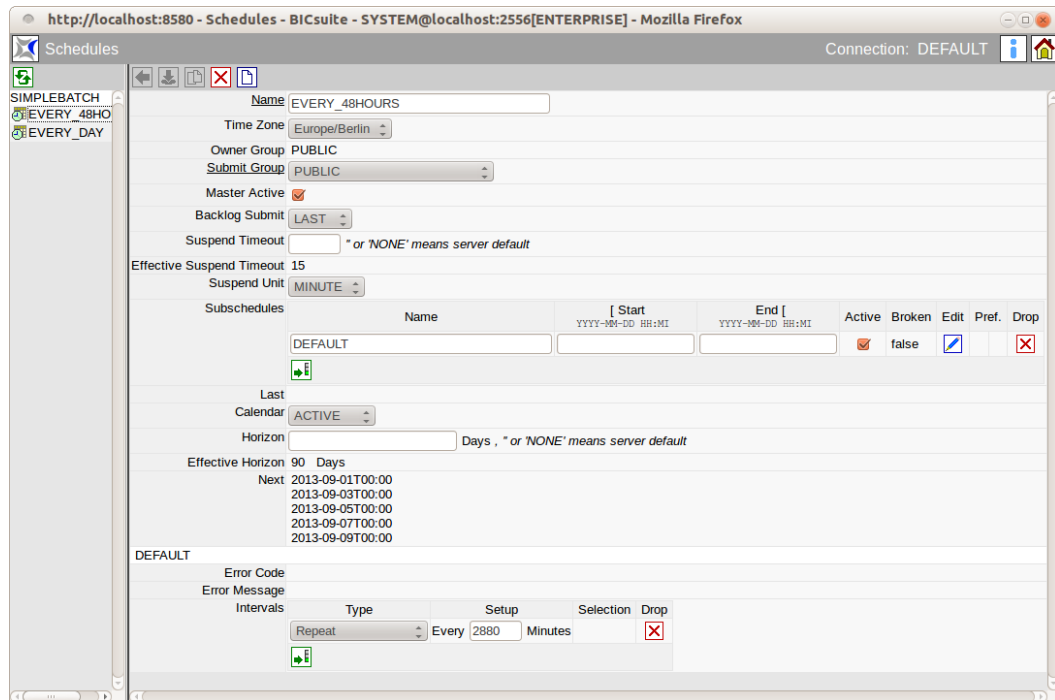 http://localhost:8580 - Schedules - BICsuite - SYSTEM@localhost:2556[ENTERPRISE] - Mozilla Firefox
Schedules
Connection: DEFAULT
SIMPLEBATCH
EVERY_48HO
EVERY_DAY
Name EVERY_48HOURS
Time Zone Europe/Berlin
Owner Group PUBLIC
Submit Group PUBLIC
Master Active
Backlog Submit LAST
Suspend Timeout '' or 'NONE' means server default
Effective Suspend Timeout 15
Suspend Unit MINUTE
Subschedules
Name [ Start End [ Active Broken Edit Pref. Drop
YYYY-MM-DD HH:MI YYYY-MM-DD HH:MI
DEFAULT false
Last
Calendar ACTIVE
Horizon Days , '' or 'NONE' means server default
Effective Horizon 90 Days
Next 2013-09-01T00:00
2013-09-03T00:00
2013-09-05T00:00
2013-09-07T00:00
2013-09-09T00:00
DEFAULT
Error Code
Error Message
Intervals Type Setup Selection Drop
Repeat Every 2880 Minutes